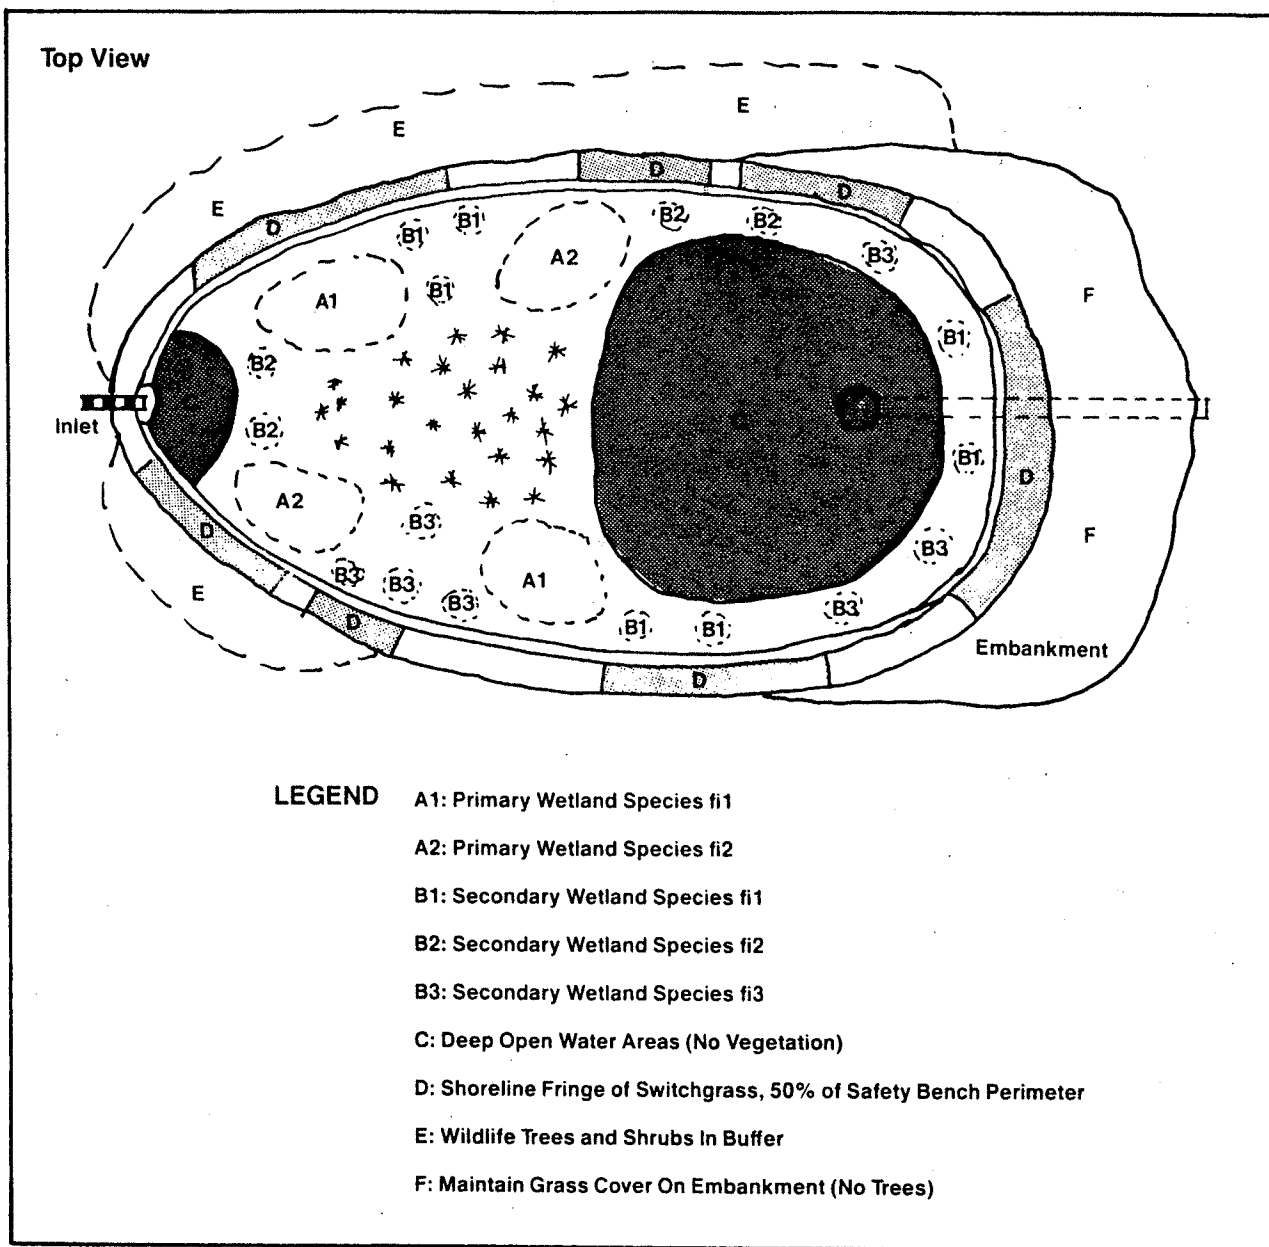 Top View
E
E
E
D
D
D
B1
B1
B2
B2
A2
B3
A1
B1
F
B1
B2
C
Inlet
B2
C
B1
D
A2
D
B3
F
B3
A1
B3
B3
E
B3
B3
D
B1
B1
Embankment
D
LEGEND
A1: Primary Wetland Species fi1
A2: Primary Wetland Species fi2
B1: Secondary Wetland Species fi1
B2: Secondary Wetland Species fi2
B3: Secondary Wetland Species fi3
C: Deep Open Water Areas (No Vegetation)
D: Shoreline Fringe of Switchgrass, 50% of Safety Bench Perimeter
E: Wildlife Trees and Shrubs In Buffer
F: Maintain Grass Cover On Embankment (No Trees)